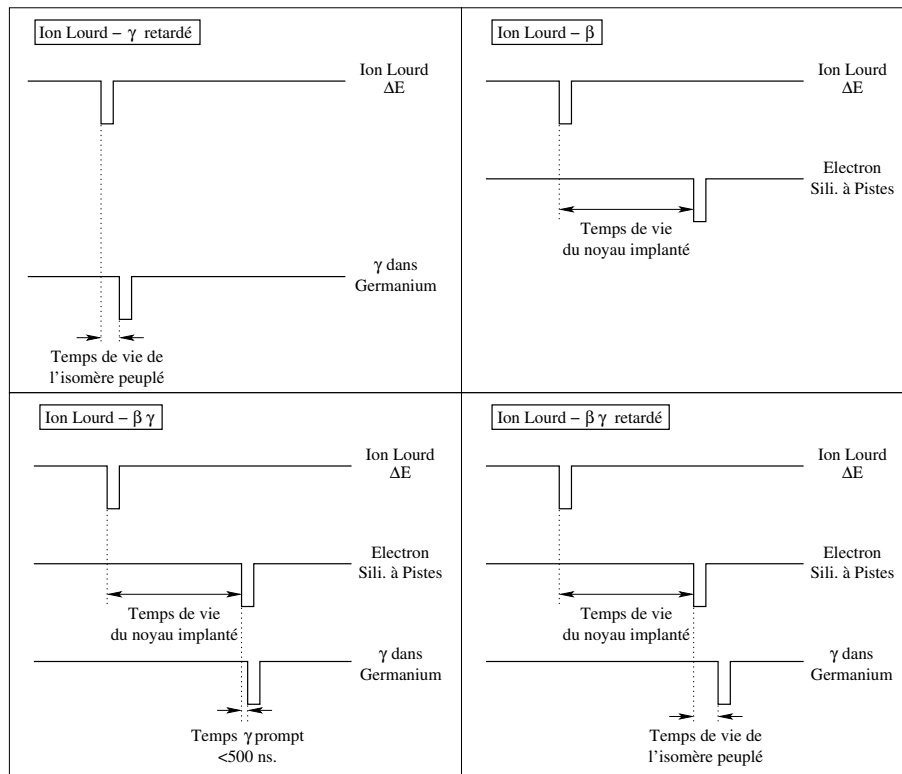 Ion Lourd – γ retardé
Ion Lourd
ΔE
γ dans
Germanium
Temps de vie de
l'isomère peuplé
Ion Lourd – β
Ion Lourd
ΔE
Electron
Sili. à Pistes
Temps de vie
du noyau implanté
Ion Lourd – β γ
Ion Lourd
ΔE
Electron
Sili. à Pistes
Temps de vie
du noyau implanté
γ dans
Germanium
Temps γ prompt
<500 ns.
Ion Lourd – β γ retardé
Ion Lourd
ΔE
Electron
Sili. à Pistes
Temps de vie
du noyau implanté
γ dans
Germanium
Temps de vie de
l'isomère peuplé